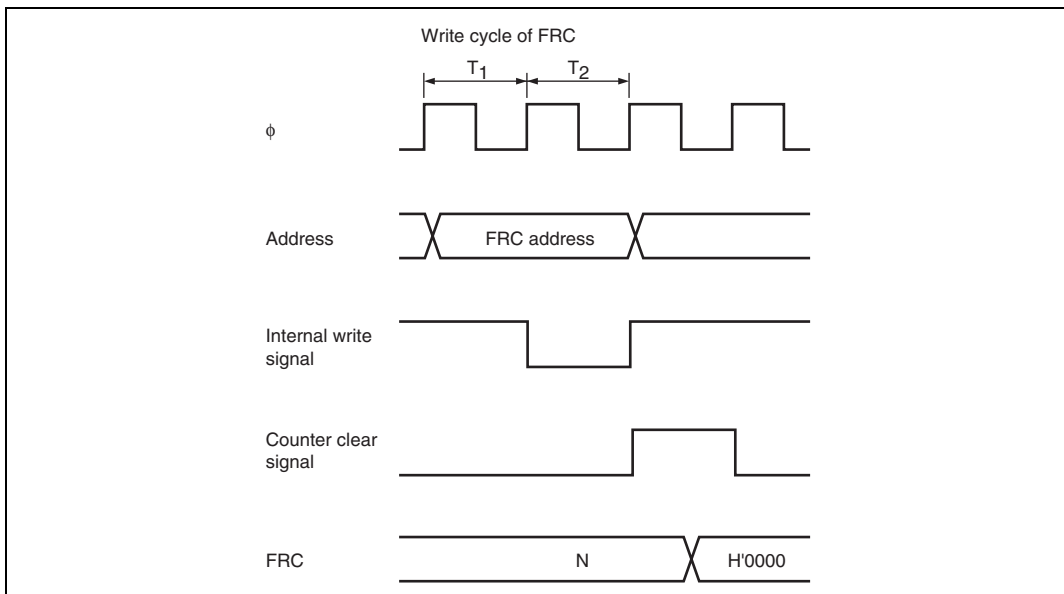 Write cycle of FRC
T1 T2
ϕ
Address
FRC address
Internal write
signal
Counter clear
signal
FRC
N
H'0000